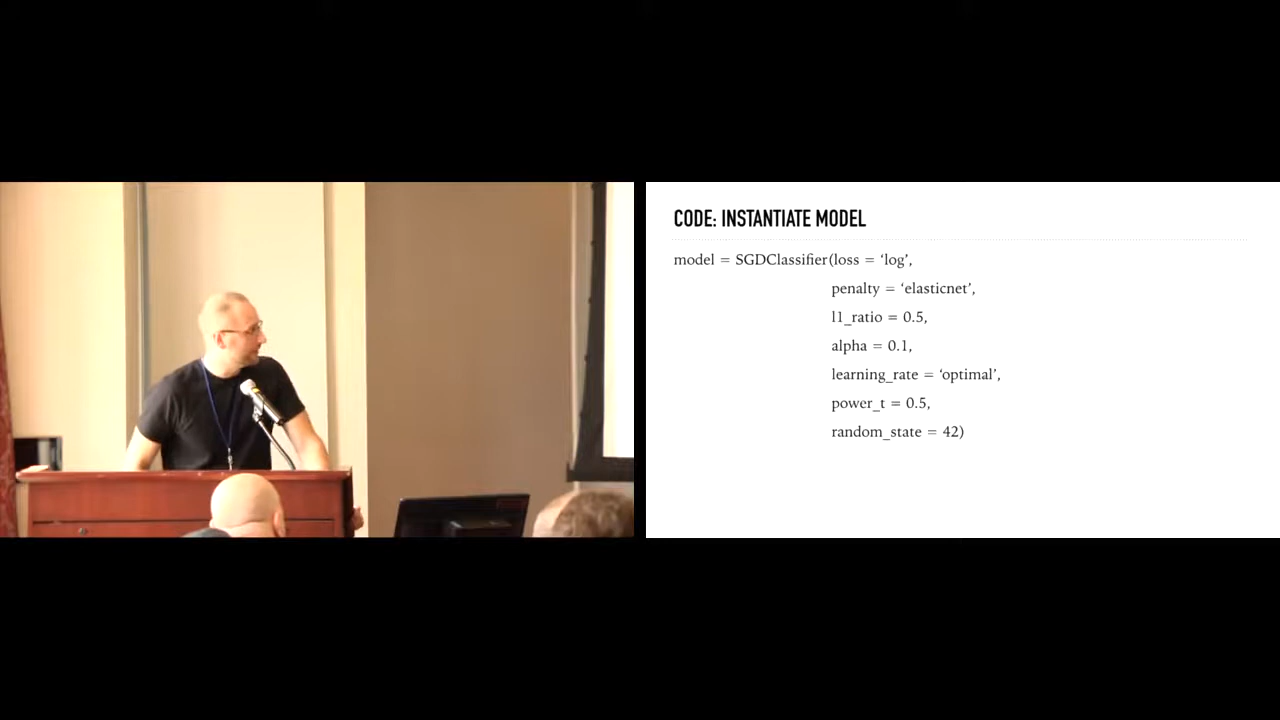 CODE: INSTANTIATE MODEL
model = SGDClassifier(loss = ‘log’,
penalty = ‘elasticnet’,
l1_ratio = 0.5,
alpha = 0.1,
learning_rate = ‘optimal’,
power_t = 0.5,
random_state = 42)